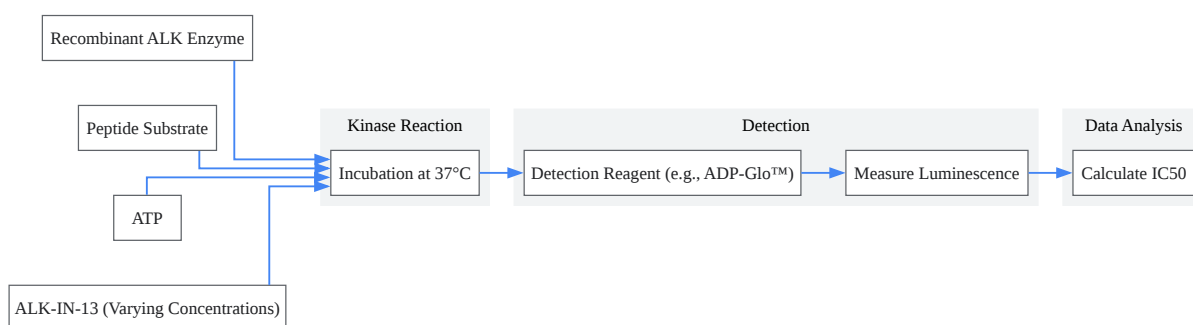 Recombinant ALK Enzyme
Peptide Substrate
ATP
ALK-IN-13 (Varying Concentrations)
Kinase Reaction
Incubation at 37°C
Detection
Detection Reagent (e.g., ADP-Glo™)
Measure Luminescence
Data Analysis
Calculate IC50